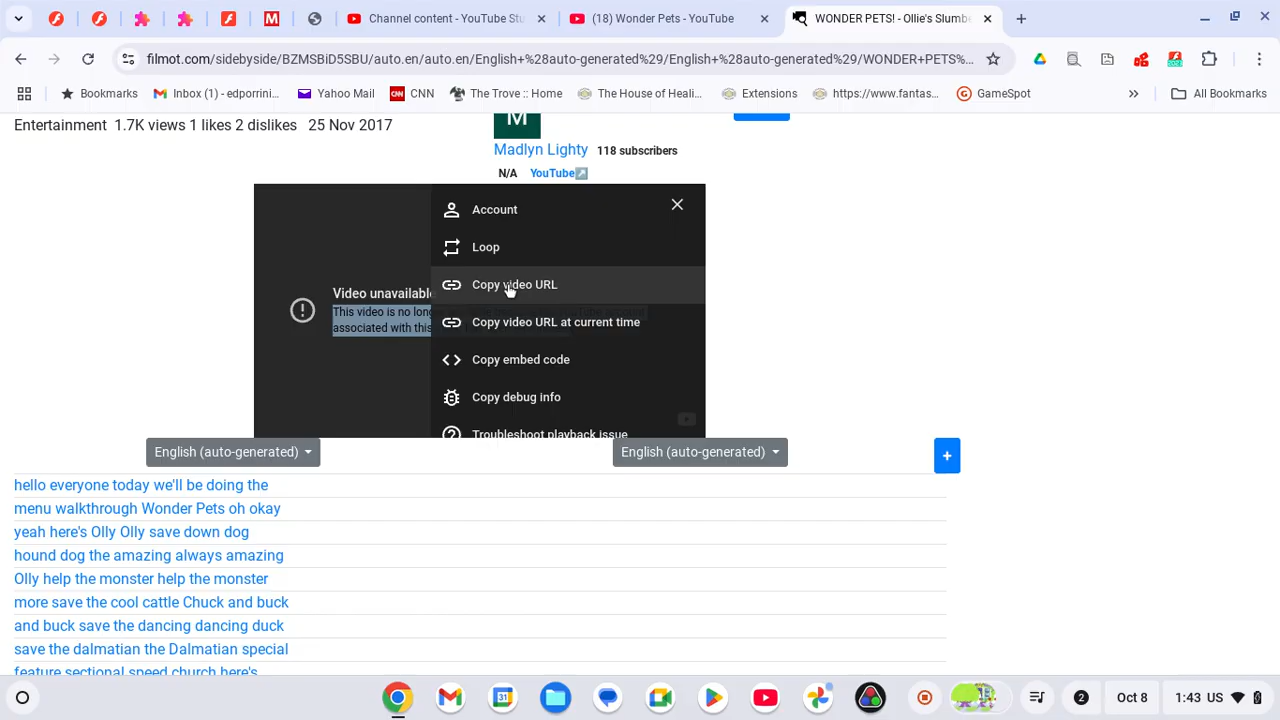 Channel content - YouTube Stu
(18) Wonder Pets - YouTube
WONDER PETS! - Ollie's Slumbe
filmot.com/sidebyside/BZMSBiD5SBU/auto.en/auto.en/English+%28auto-generated%29/English+%28auto-generated%29/WONDER+PETS%...
Bookmarks
Inbox (1) - edporrini...
Yahoo Mail
CNN
The Trove :: Home
The House of Heali...
Extensions
https://www.fantas...
GameSpot
All Bookmarks
Entertainment 1.7K views 1 likes 2 dislikes 25 Nov 2017
M
Madlyn Lighty 118 subscribers
N/A YouTube
Account
Loop
Copy video URL
Video unavailable
This video is no long
associated with this
Copy video URL at current time
Copy embed code
Copy debug info
Troubleshoot playback issue
English (auto-generated)
English (auto-generated)
+
hello everyone today we'll be doing the
menu walkthrough Wonder Pets oh okay
yeah here's Olly Olly save down dog
hound dog the amazing always amazing
Olly help the monster help the monster
more save the cool cattle Chuck and buck
and buck save the dancing dancing duck
save the dalmatian the Dalmatian special
feature sectional speed church here's
2
Oct 8
1:43 US